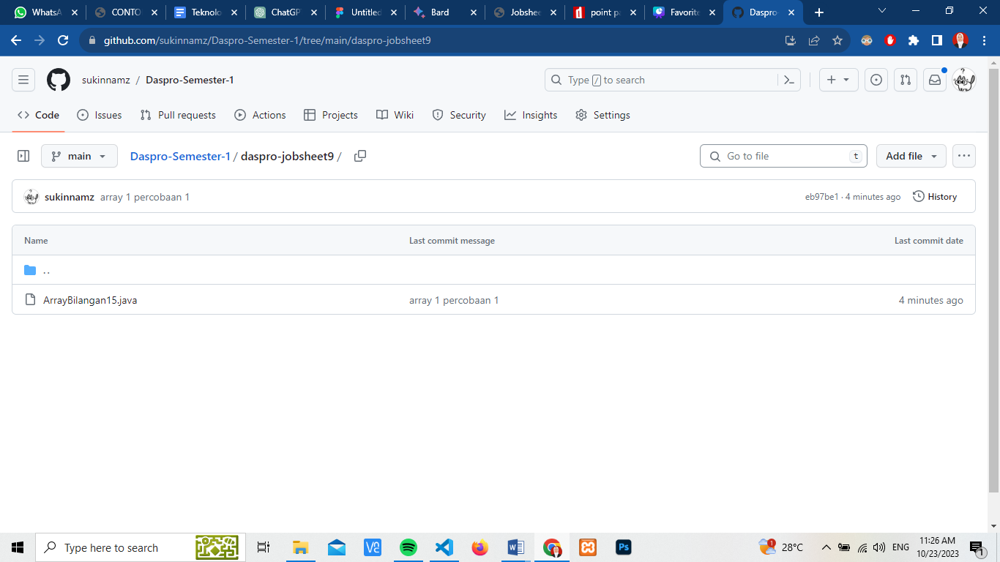 WhatsA CONTO Teknolo ChatGP Untitled Bard Jobshee point pa Favorite Daspro
github.com/sukinnamz/Daspro-Semester-1/tree/main/daspro-jobsheet9
sukinnamz / Daspro-Semester-1 Type / to search
Code Issues Pull requests Actions Projects Wiki Security Insights Settings
main Daspro-Semester-1 / daspro-jobsheet9 / Go to file t Add file
sukinnamz array 1 percobaan 1 eb97be1 · 4 minutes ago History
Name Last commit message Last commit date
..
ArrayBilangan15.java array 1 percobaan 1 4 minutes ago
Type here to search 1 28°C ENG 11:26 AM
10/23/2023 1